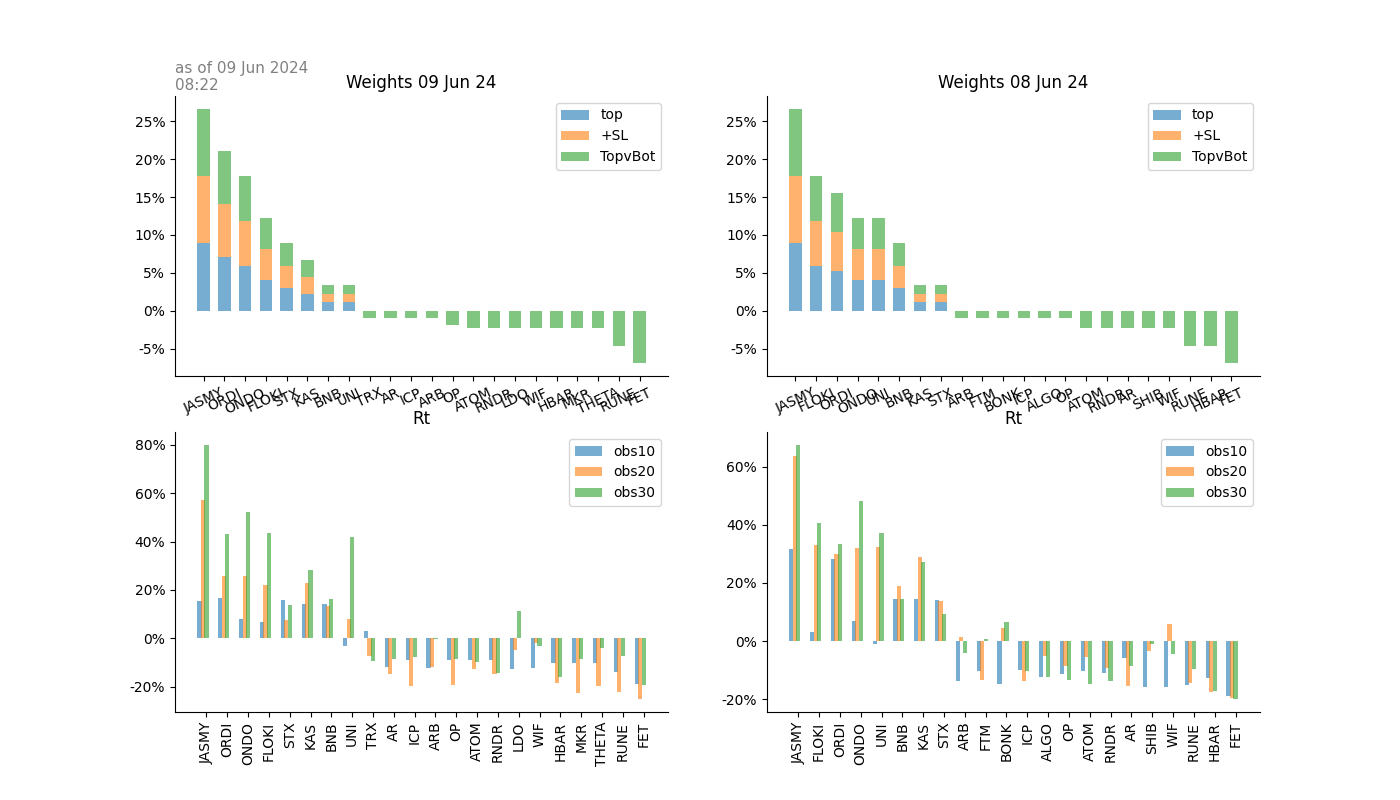 as of 09 Jun 2024
08:22
Weights 09 Jun 24
25%
20%
15%
10%
5%
0%
-5%
top
+SL
TopvBot
JASMY ORDI ONDO FLOKI STX KAS BNB UNI TRX AR ICP ARB OP ATOM RNDR LDO WIF HBAR MKR THETA RUNE FET
Weights 08 Jun 24
25%
20%
15%
10%
5%
0%
-5%
top
+SL
TopvBot
JASMY FLOKI ORDI ONDO UNI BNB KAS STX ARB FTM BONK ICP ALGO OP ATOM RNDR AR SHIB WIF RUNE HBAR FET
Rt
80%
60%
40%
20%
0%
-20%
obs10
obs20
obs30
JASMY ORDI ONDO FLOKI STX KAS BNB UNI TRX AR ICP ARB OP ATOM RNDR LDO WIF HBAR MKR THETA RUNE FET
Rt
60%
40%
20%
0%
-20%
obs10
obs20
obs30
JASMY FLOKI ORDI ONDO UNI BNB KAS STX ARB FTM BONK ICP ALGO OP ATOM RNDR AR SHIB WIF RUNE HBAR FET